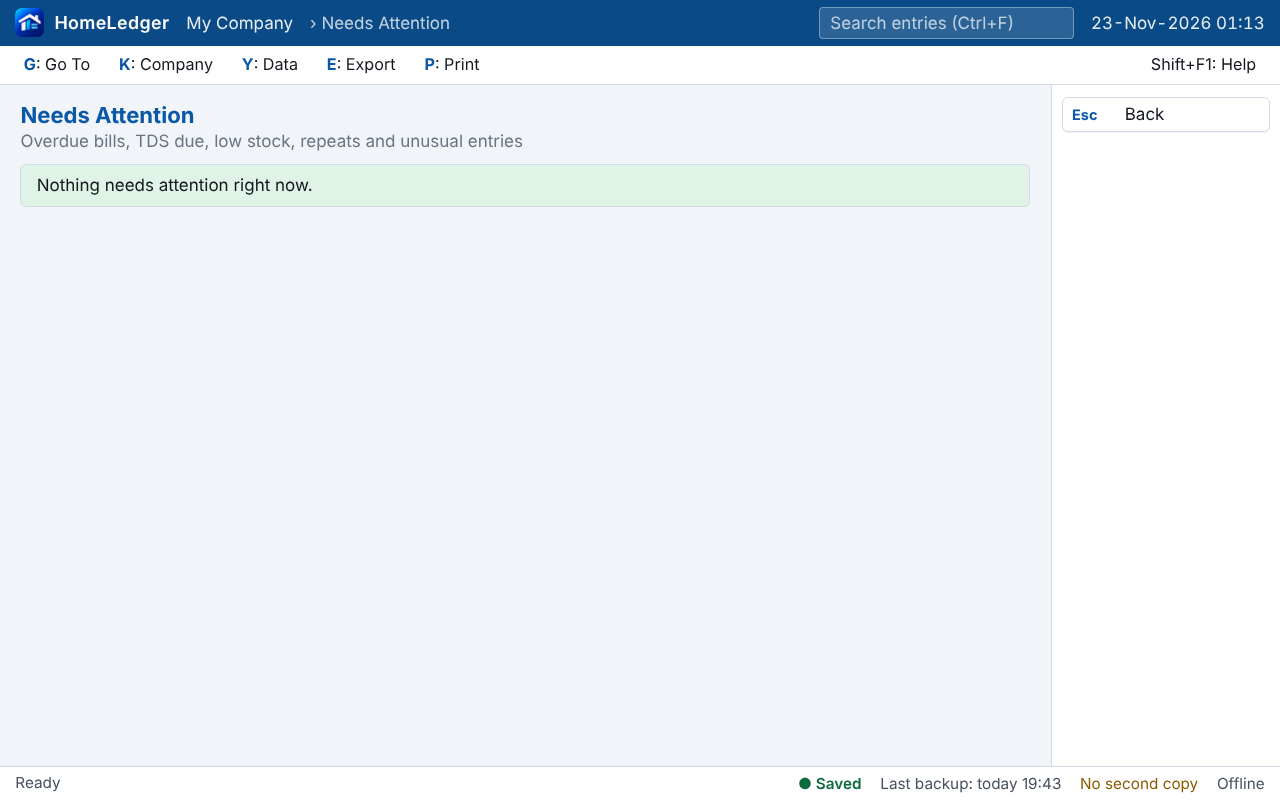 HomeLedger My Company › Needs Attention Search entries (Ctrl+F) 23-Nov-2026 01:13
G: Go To K: Company Y: Data E: Export P: Print Shift+F1: Help
Needs Attention
Overdue bills, TDS due, low stock, repeats and unusual entries
Nothing needs attention right now.
Esc Back
Ready Saved Last backup: today 19:43 No second copy Offline